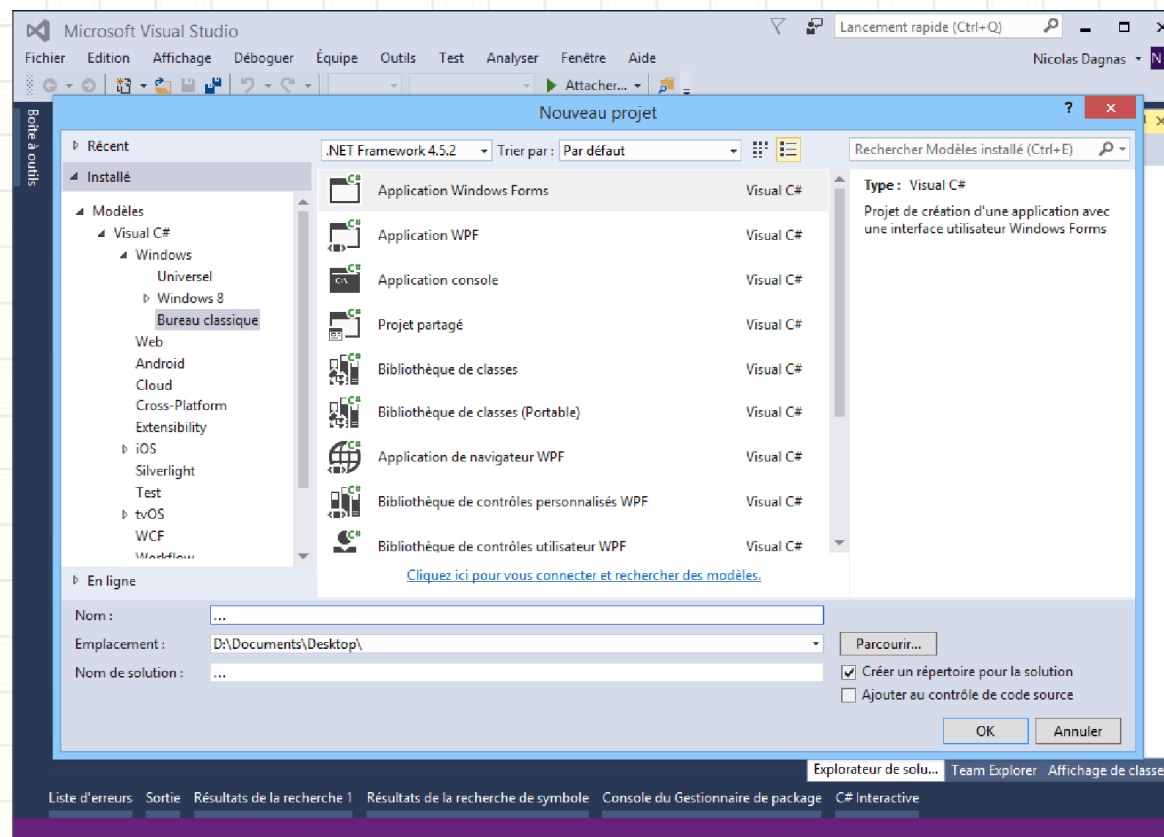 Microsoft Visual Studio
Lancement rapide (Ctrl+Q)
Fichier Edition Affichage Déboguer Équipe Outils Test Analyser Fenêtre Aide
Nicolas Dagnas
N
Attacher...
Boîte à outils
Nouveau projet
?
Récent
.NET Framework 4.5.2
Trier par : Par défaut
Rechercher Modèles installé (Ctrl+E)
Installé
Modèles
Visual C#
Windows
Universel
Windows 8
Bureau classique
Web
Android
Cloud
Cross-Platform
Extensibility
iOS
Silverlight
Test
tvOS
WCF
Workflow
En ligne
Application Windows Forms Visual C#
Application WPF Visual C#
Application console Visual C#
Projet partagé Visual C#
Bibliothèque de classes Visual C#
Bibliothèque de classes (Portable) Visual C#
Application de navigateur WPF Visual C#
Bibliothèque de contrôles personnalisés WPF Visual C#
Bibliothèque de contrôles utilisateur WPF Visual C#
Cliquez ici pour vous connecter et rechercher des modèles.
Type : Visual C#
Projet de création d'une application avec
une interface utilisateur Windows Forms
Nom : ...
Emplacement : D:\Documents\Desktop\
Parcourir...
Nom de solution : ...
Créer un répertoire pour la solution
Ajouter au contrôle de code source
OK Annuler
Explorateur de solu... Team Explorer Affichage de classe
Liste d'erreurs Sortie Résultats de la recherche 1 Résultats de la recherche de symbole Console du Gestionnaire de package C# Interactive